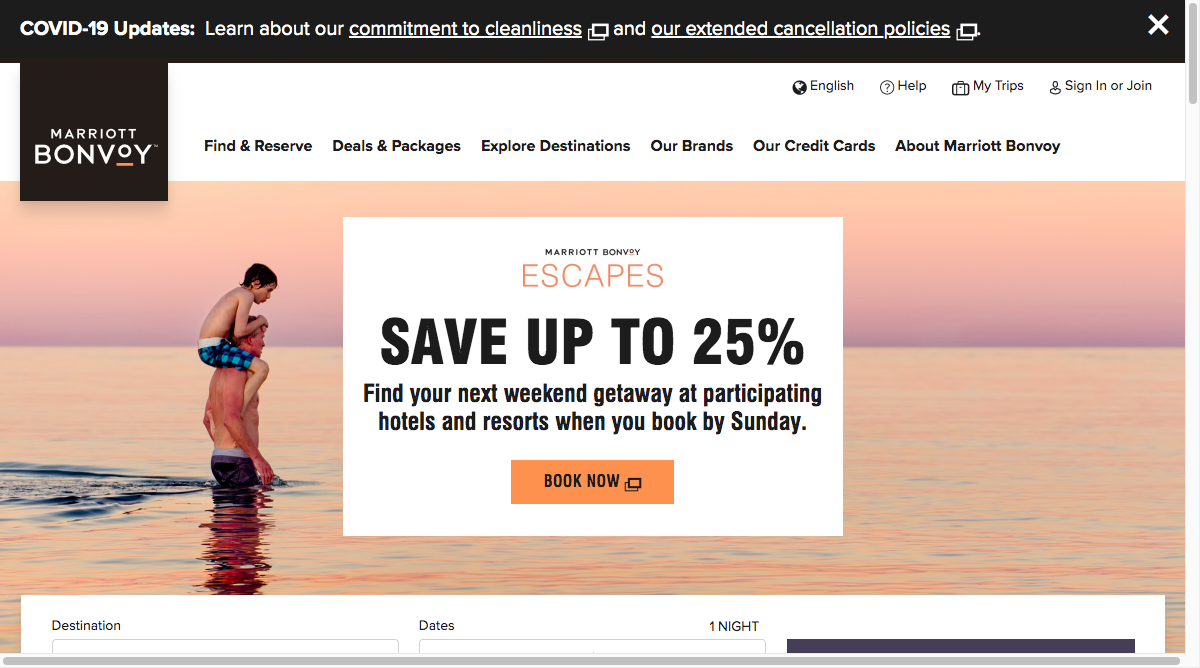 COVID-19 Updates: Learn about our commitment to cleanliness and our extended cancellation policies.
English Help My Trips Sign In or Join
MARRIOTT
BONVOY™
Find & Reserve Deals & Packages Explore Destinations Our Brands Our Credit Cards About Marriott Bonvoy
MARRIOTT BONVOY
ESCAPES
SAVE UP TO 25%
Find your next weekend getaway at participating
hotels and resorts when you book by Sunday.
BOOK NOW
Destination Dates 1 NIGHT